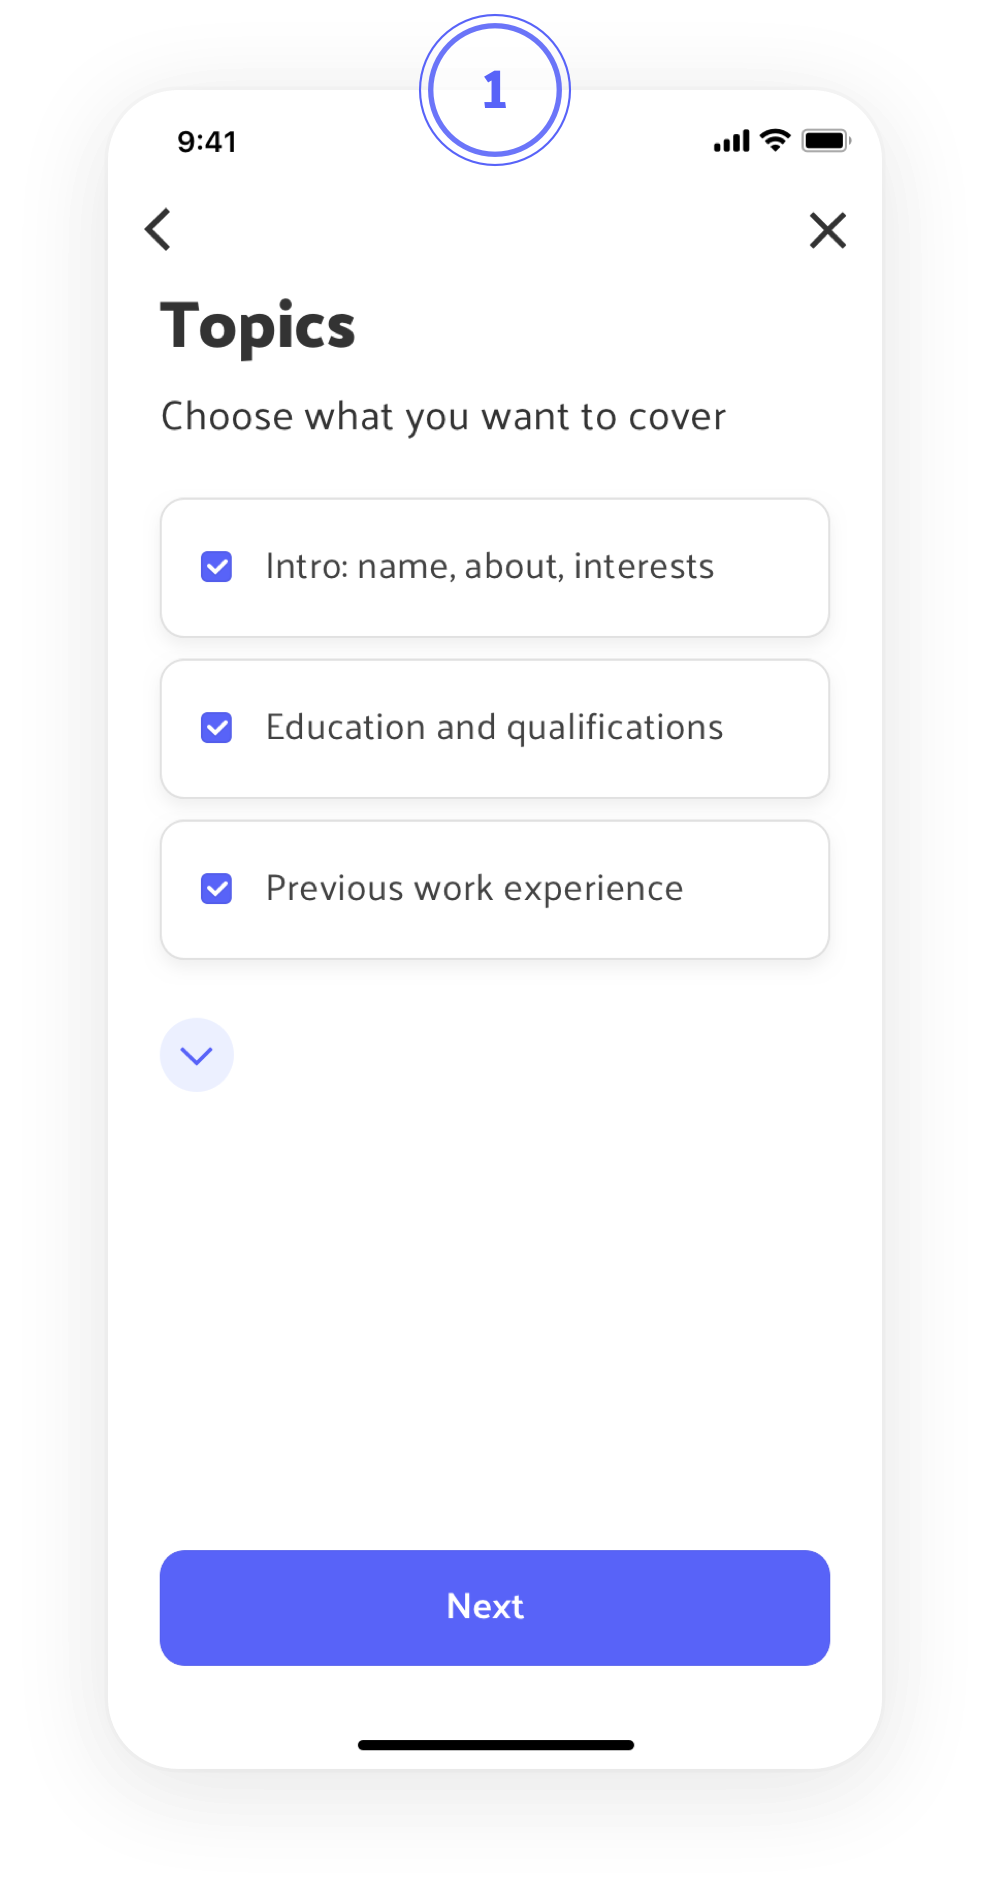 1
9:41
Topics
Choose what you want to cover
Intro: name, about, interests
Education and qualifications
Previous work experience
Next